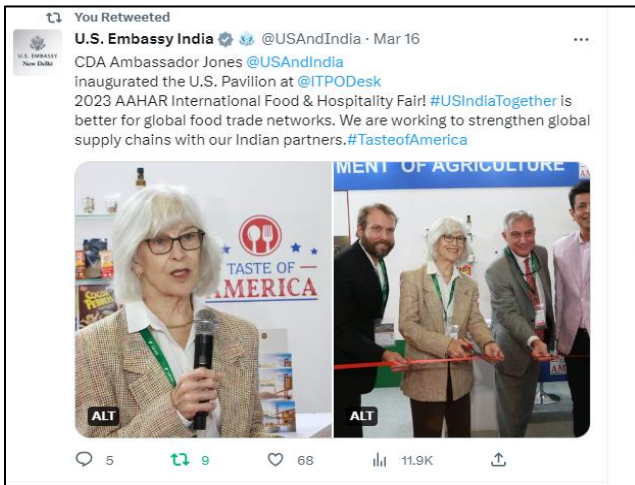 You Retweeted
U.S. Embassy India @USAndIndia · Mar 16 ...
U.S. EMBASSY
New Delhi
CDA Ambassador Jones @USAndIndia
inaugurated the U.S. Pavilion at @ITPODesk
2023 AAHAR International Food & Hospitality Fair! #USIndiaTogether is
better for global food trade networks. We are working to strengthen global
supply chains with our Indian partners.#TasteofAmerica
COCOA
PEBBLES
TASTE OF
AMERICA
ALT
MENT OF AGRICULTURE
AMERICA
ALT
5 9 68 11.9K